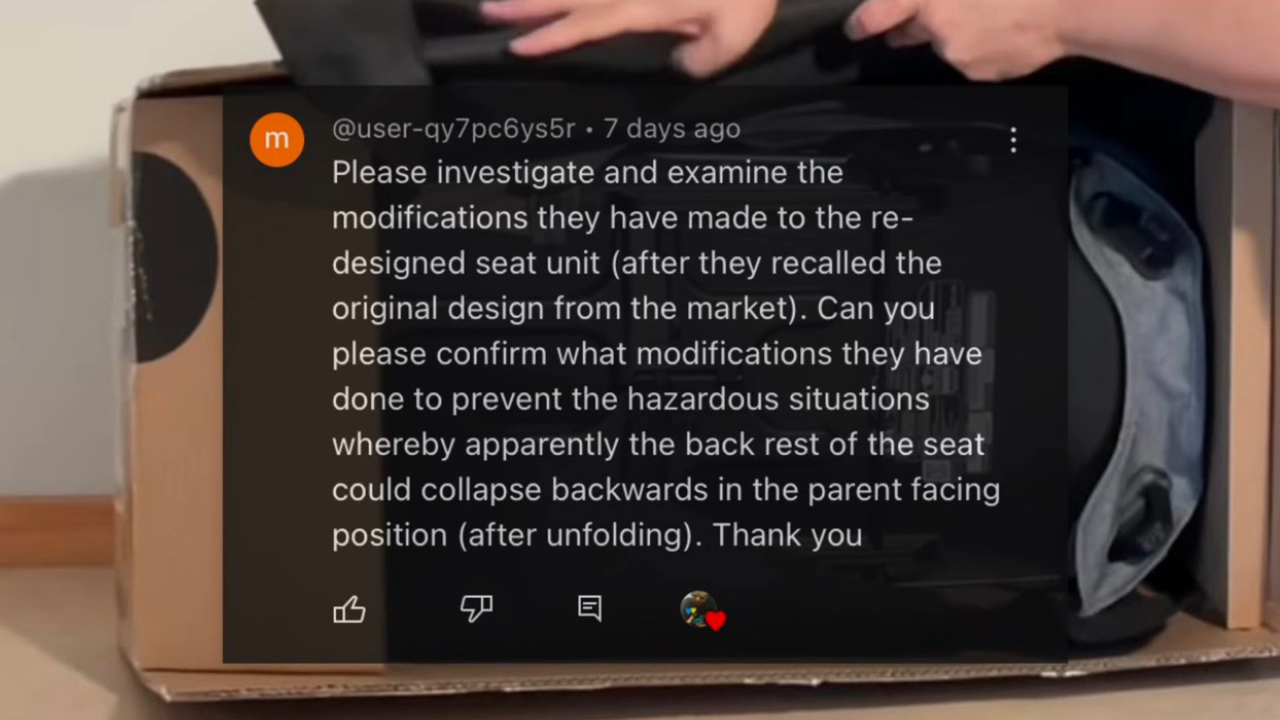 m
@user-qy7pc6ys5r • 7 days ago
Please investigate and examine the
modifications they have made to the re-
designed seat unit (after they recalled the
original design from the market). Can you
please confirm what modifications they have
done to prevent the hazardous situations
whereby apparently the back rest of the seat
could collapse backwards in the parent facing
position (after unfolding). Thank you